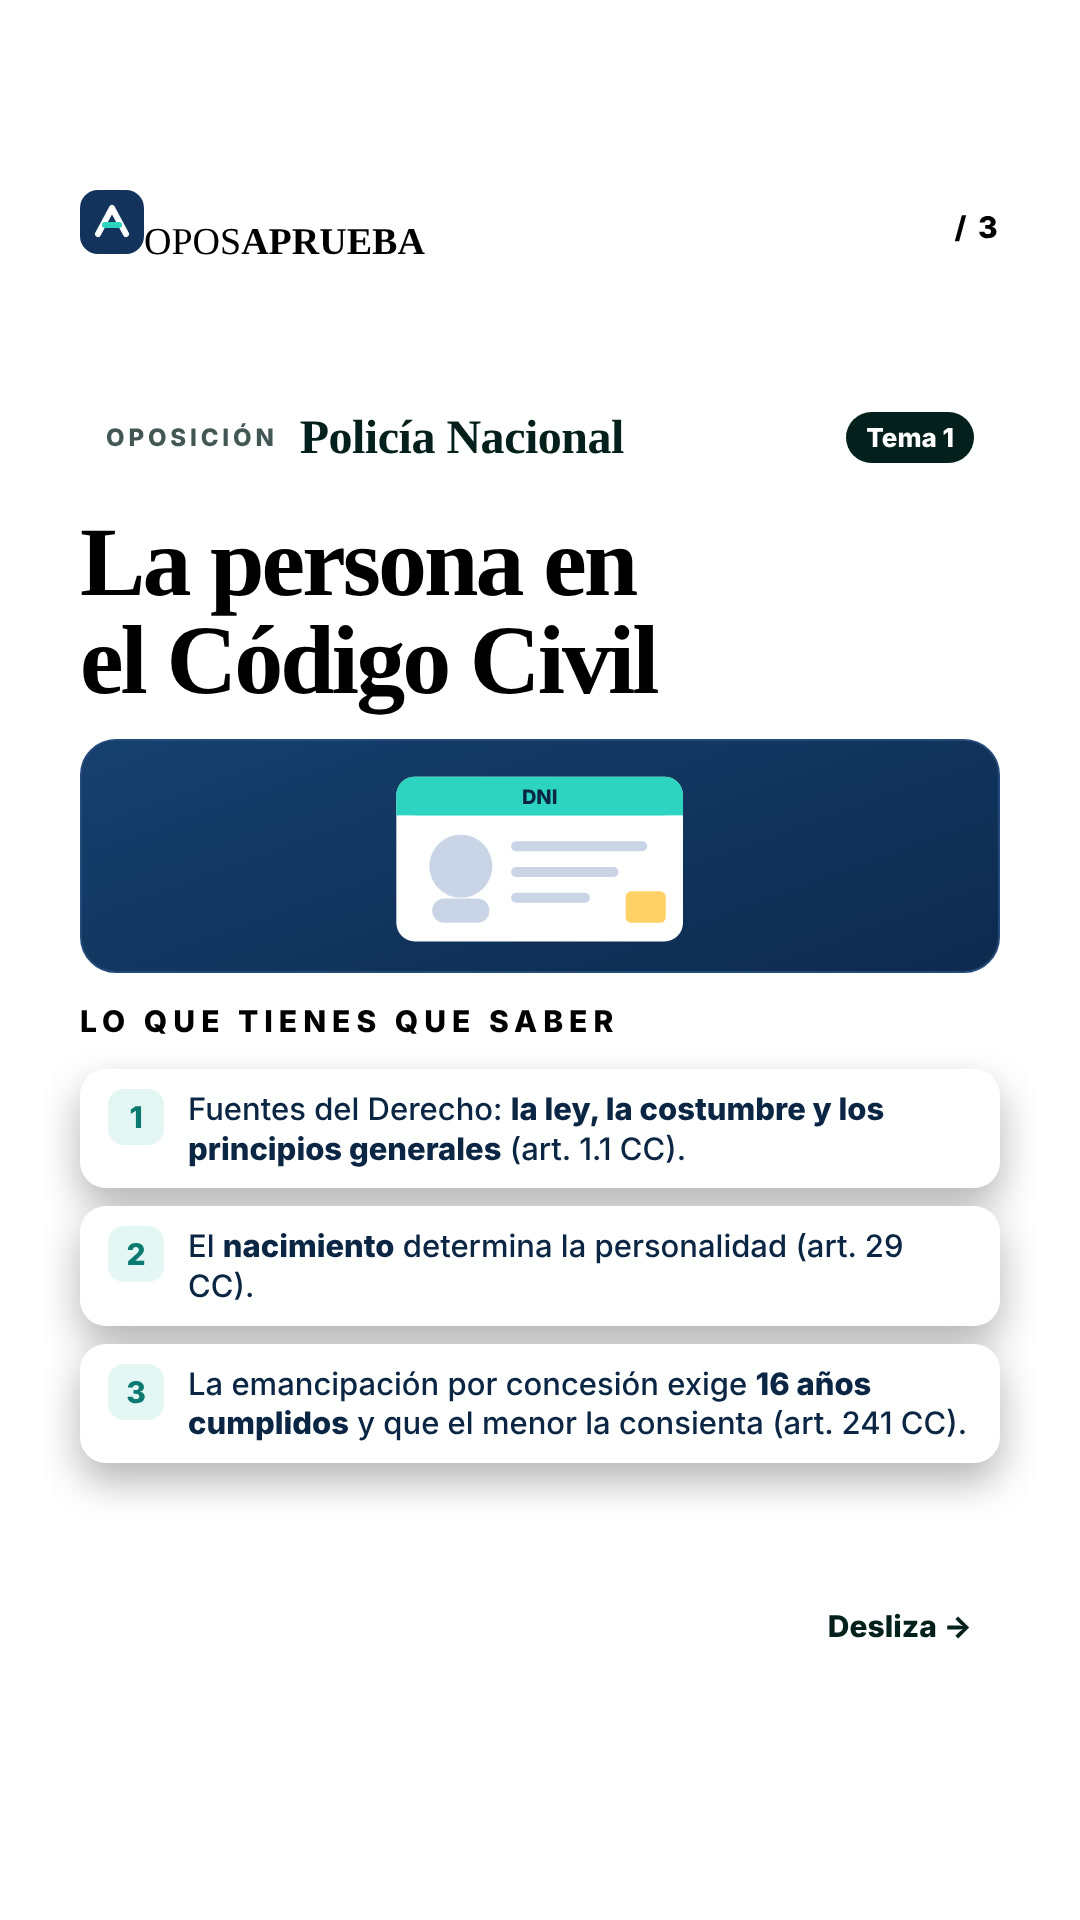 OPOSAPRUEBA
/ 3
OPOSICIÓN Policía Nacional
Tema 1
La persona en
el Código Civil
DNI
LO QUE TIENES QUE SABER
1
Fuentes del Derecho: la ley, la costumbre y los
principios generales (art. 1.1 CC).
2
El nacimiento determina la personalidad (art. 29
CC).
3
La emancipación por concesión exige 16 años
cumplidos y que el menor la consienta (art. 241 CC).
Desliza →